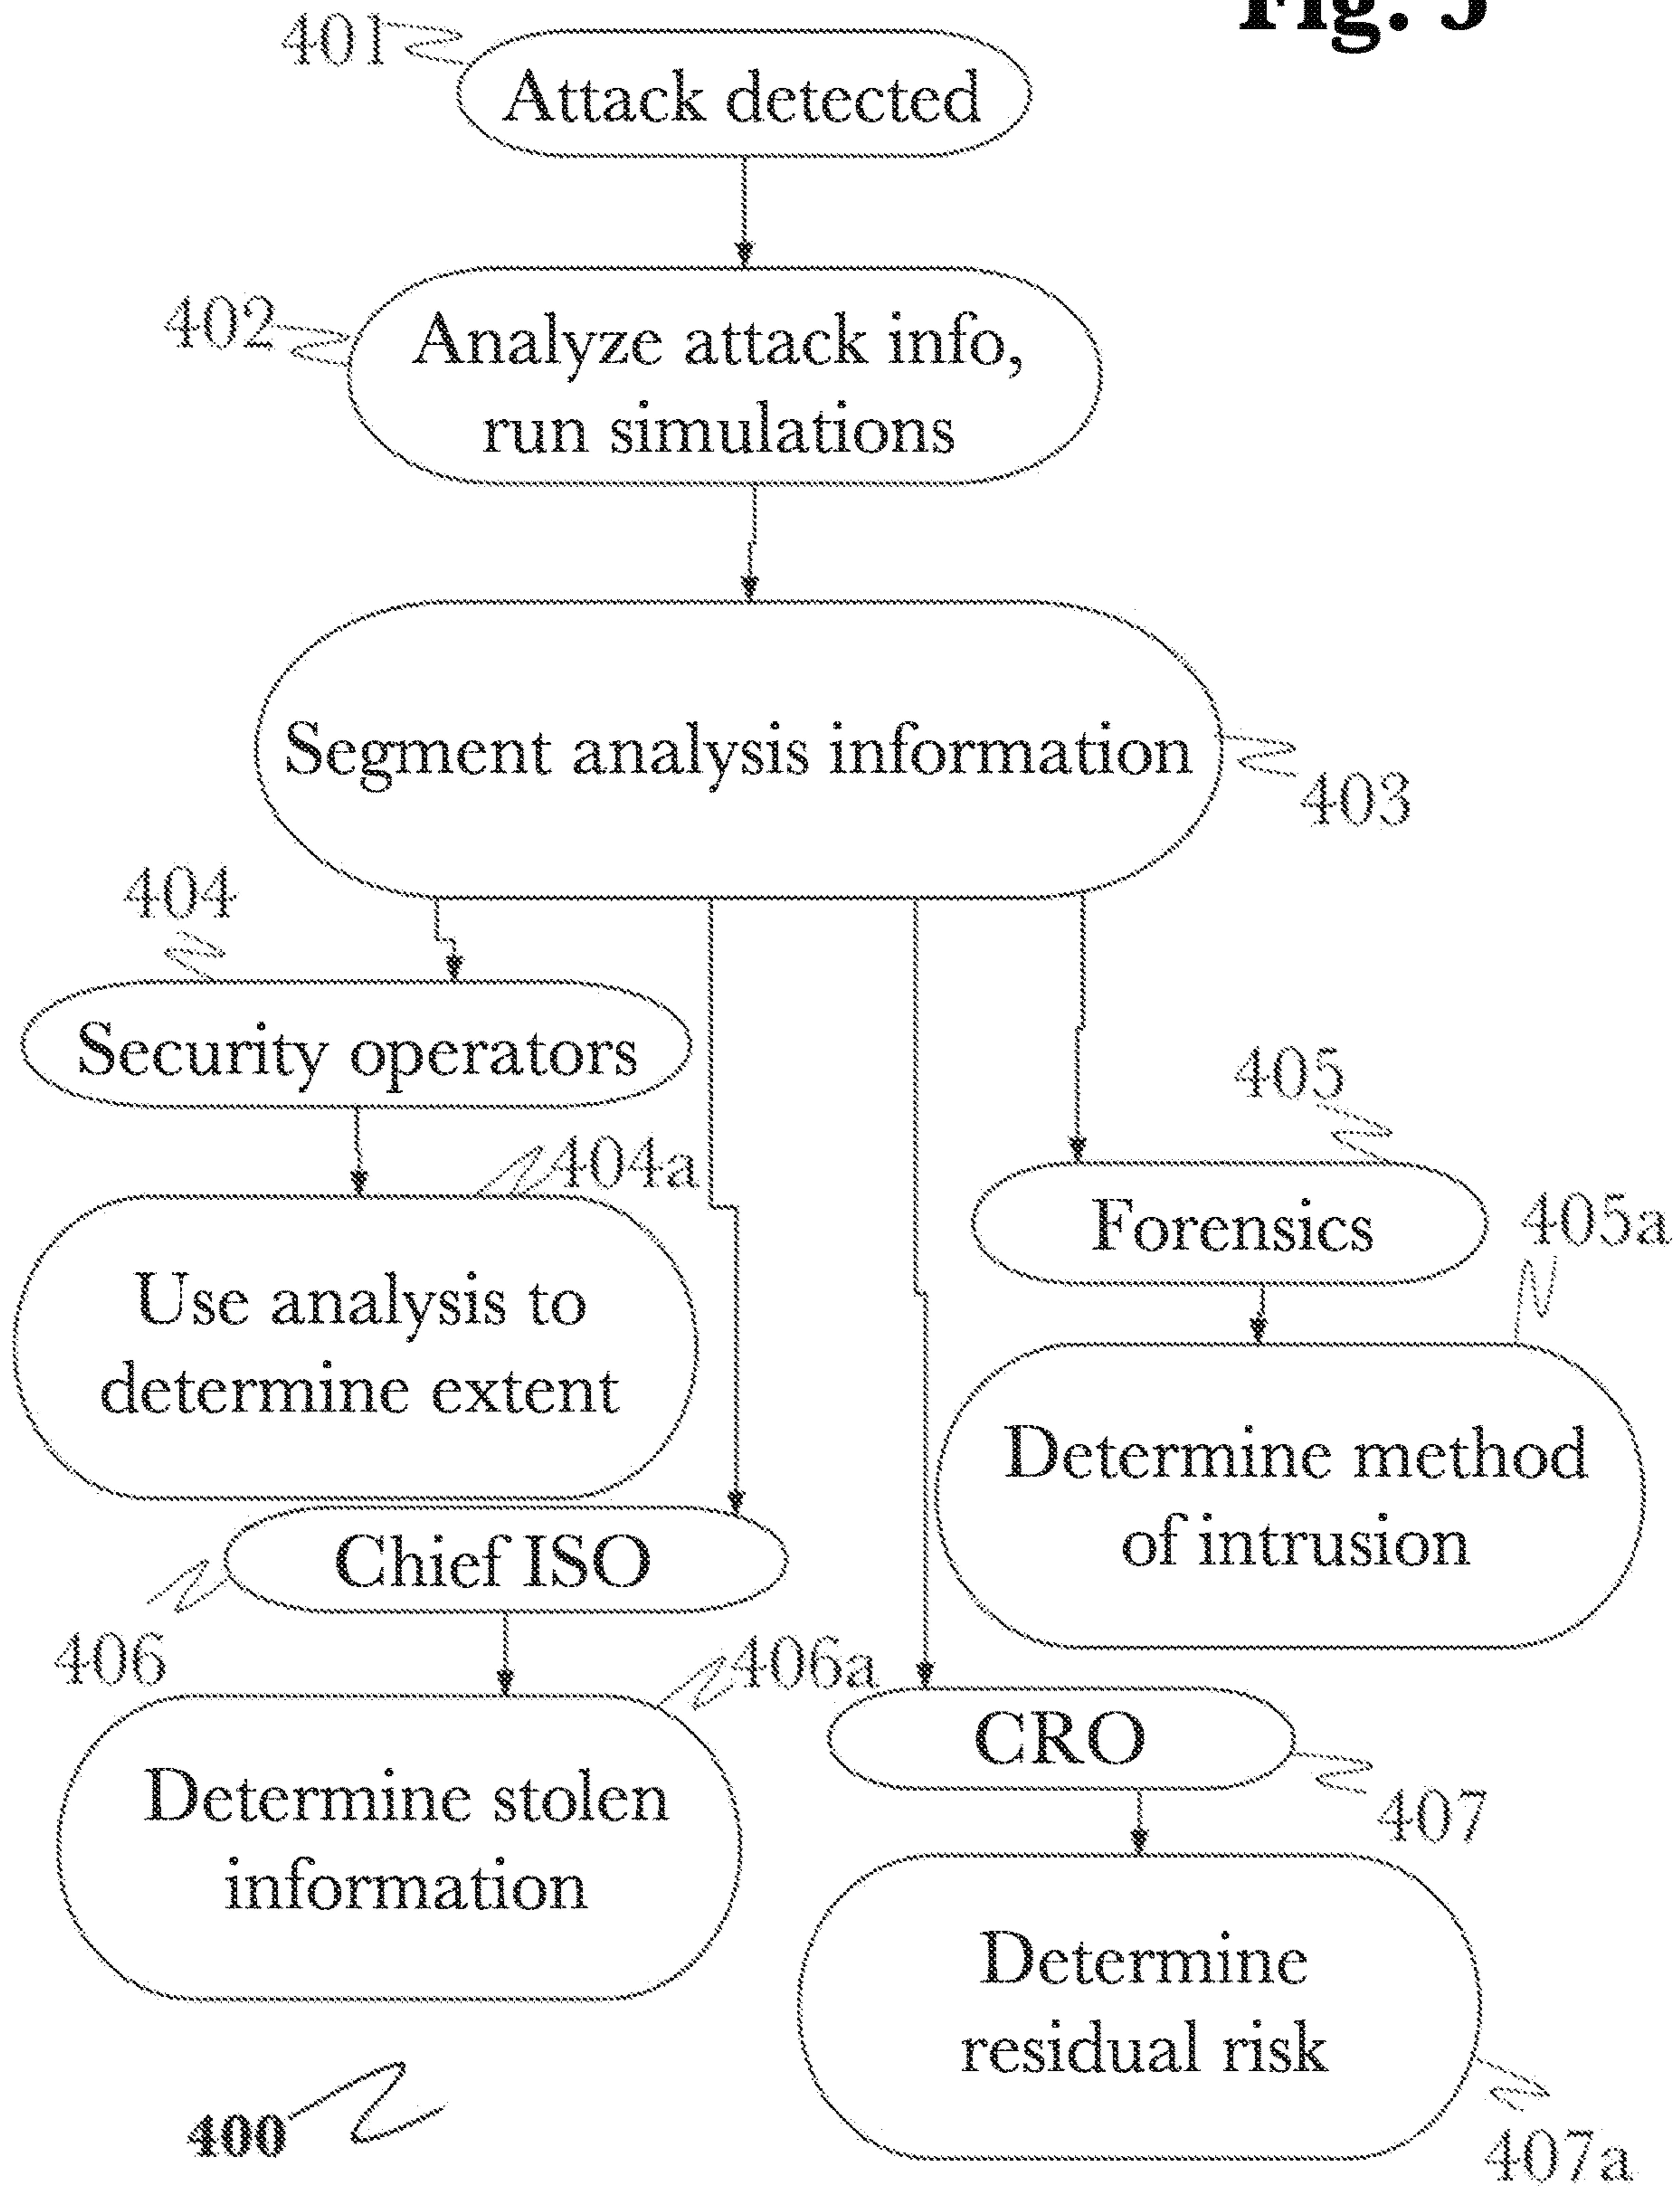 Fig. 5
401
Attack detected
402
Analyze attack info,
run simulations
Segment analysis information
403
404
Security operators
405
404a
Forensics
405a
Use analysis to
determine extent
Determine method
of intrusion
Chief ISO
406
406a
CRO
407
Determine stolen
information
Determine
residual risk
400
407a